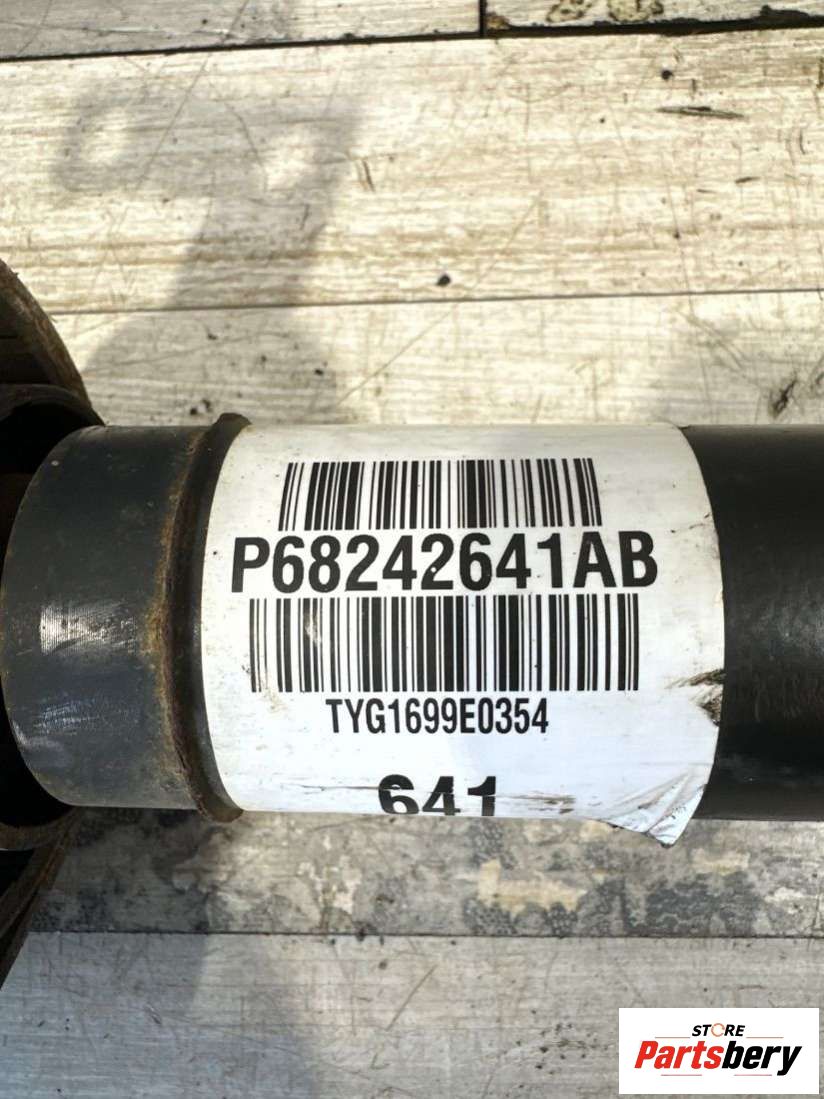 P68242641AB
TYG1699E0354
641
STORE
Partsbery